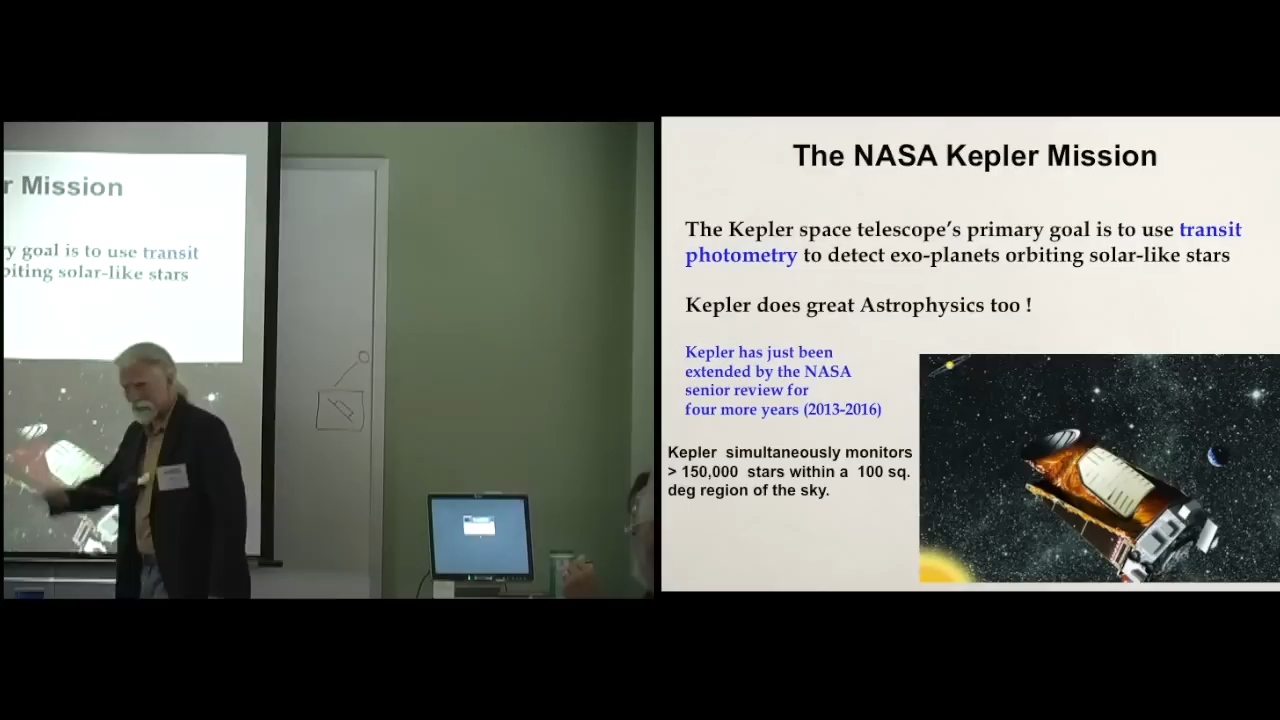 r Mission
y goal is to use transit
biting solar-like stars
The NASA Kepler Mission
The Kepler space telescope's primary goal is to use transit
photometry to detect exo-planets orbiting solar-like stars
Kepler does great Astrophysics too !
Kepler has just been
extended by the NASA
senior review for
four more years (2013-2016)
Kepler simultaneously monitors
> 150,000 stars within a 100 sq.
deg region of the sky.